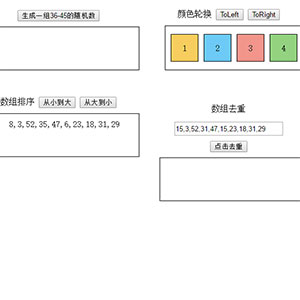 生成一组36-45的随机数
颜色轮换 ToLeft ToRight
1 2 3 4
数组排序 从小到大 从大到小
8,3,52,35,47,6,23,18,31,29
数组去重
15,3,52,31,47,15,23,18,31,29
点击去重